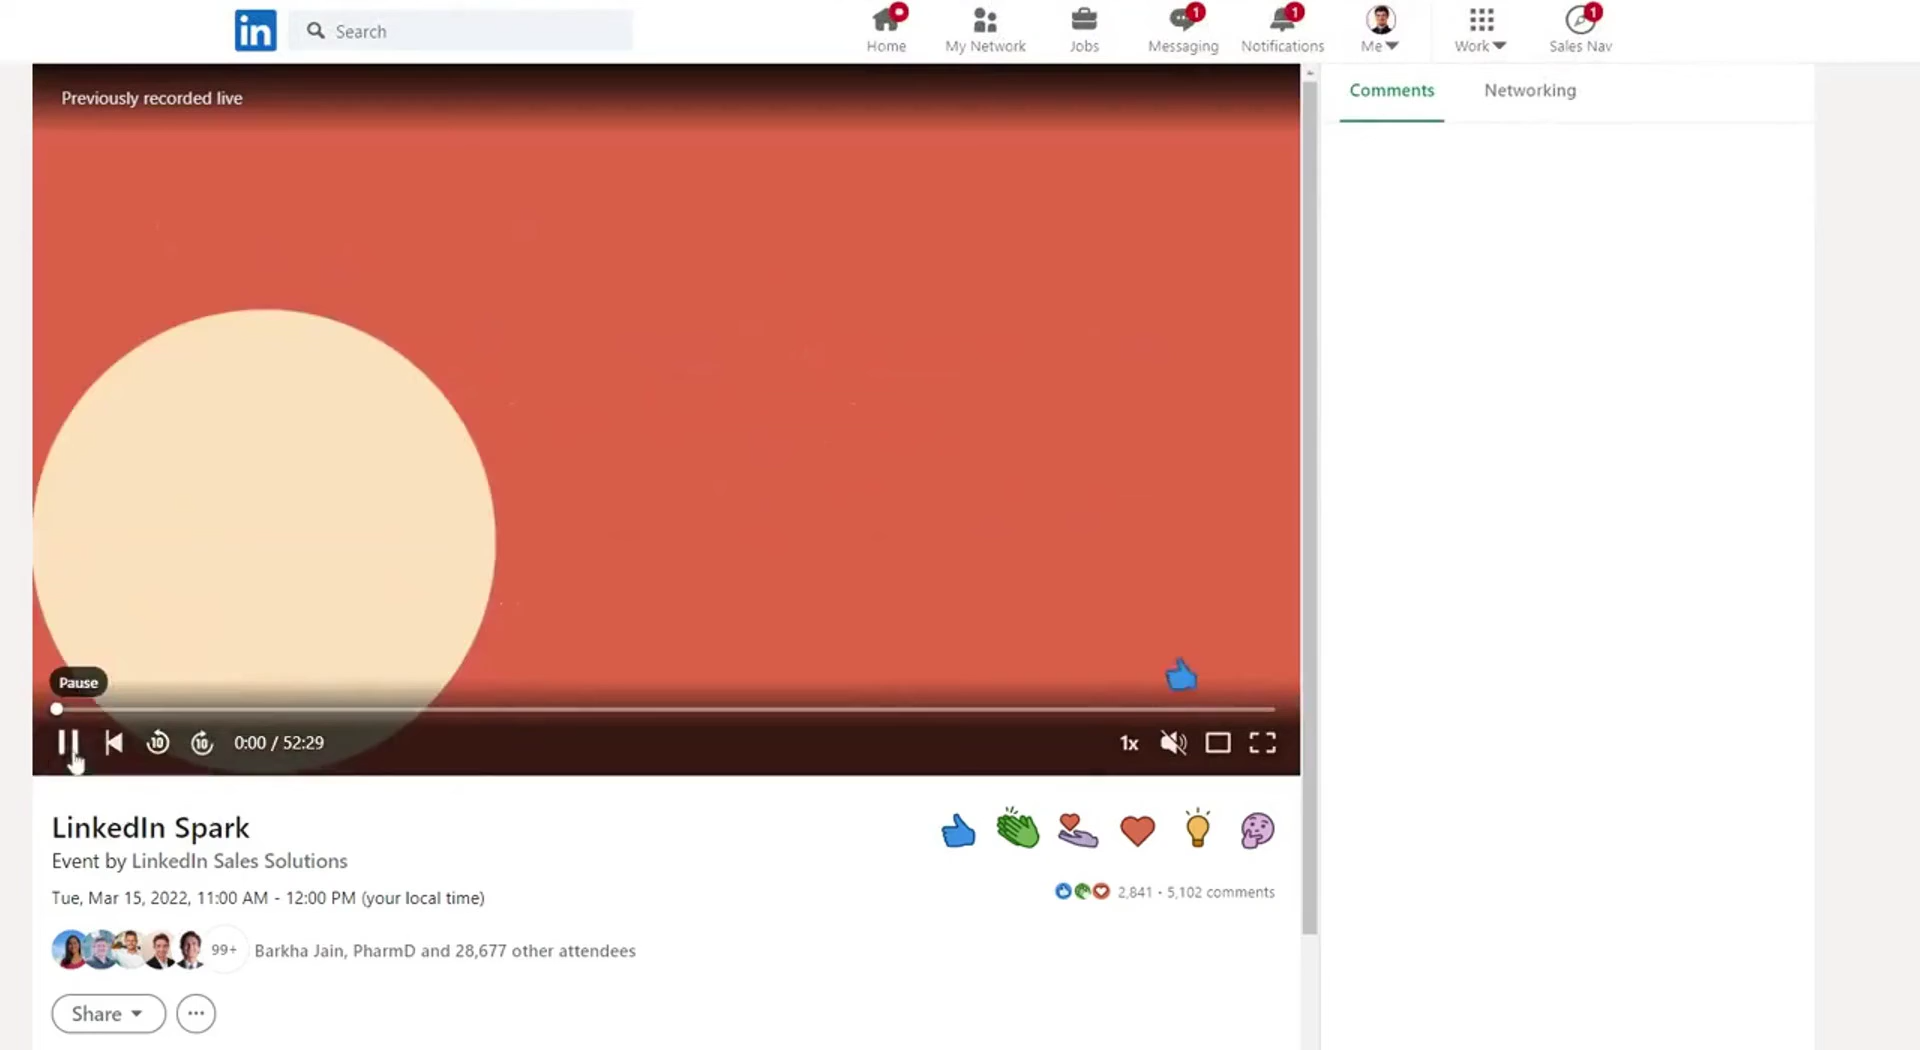 in
Search
Home
My Network
Jobs
1
Messaging
1
Notifications
Me
Work
1
Sales Nav
Previously recorded live
Comments
Networking
Pause
10
10
0:00 / 52:29
1x
LinkedIn Spark
Event by LinkedIn Sales Solutions
Tue, Mar 15, 2022, 11:00 AM - 12:00 PM (your local time)
2,841 • 5,102 comments
99+
Barkha Jain, PharmD and 28,677 other attendees
Share